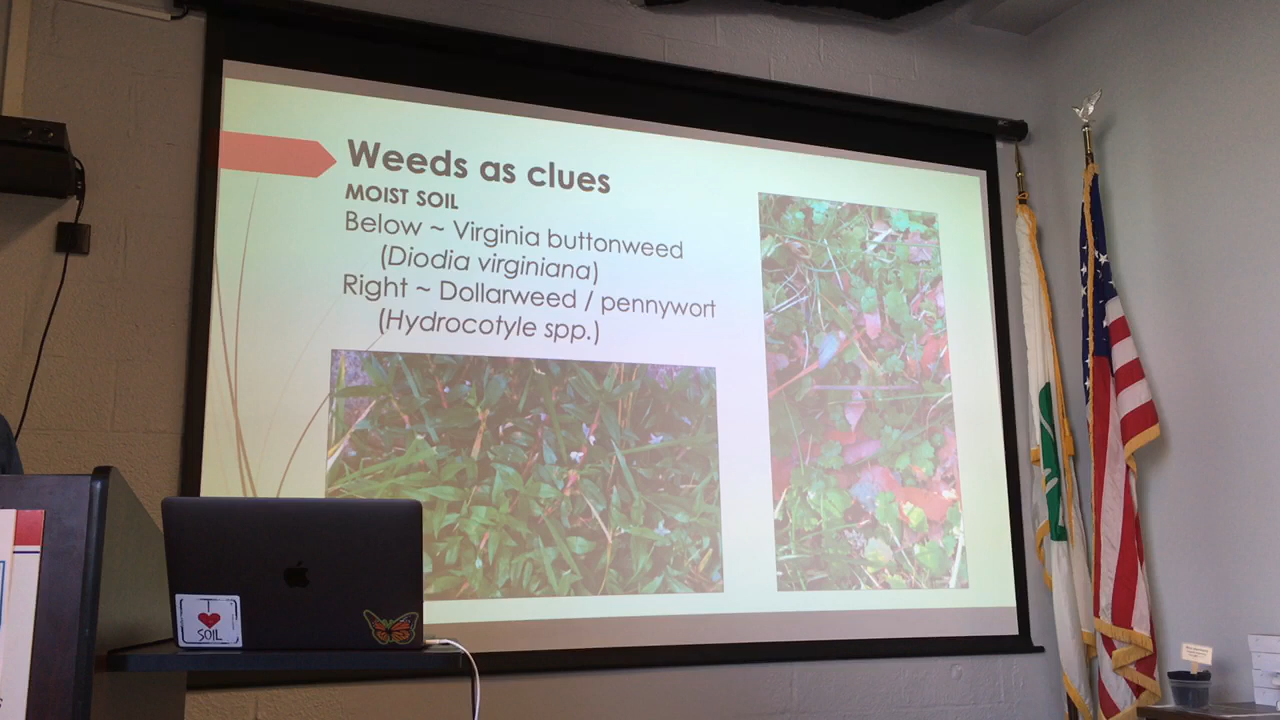 Weeds as clues
MOIST SOIL
Below ~ Virginia buttonweed
(Diodia virginiana)
Right ~ Dollarweed / pennywort
(Hydrocotyle spp.)
I
SOIL